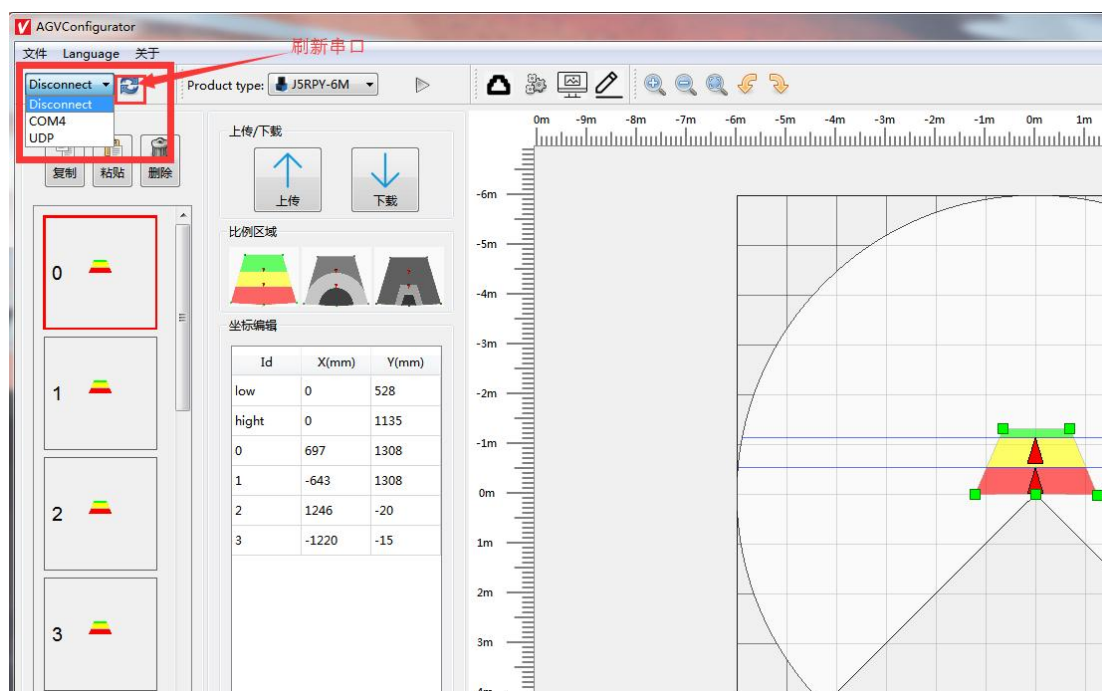 AGVConfigurator
文件 Language 关于
刷新串口
Disconnect
Product type: J5RPY-6M
Disconnect
COM4
UDP
复制 粘贴 删除
0
1
2
3
上传/下载
上传 下载
比例区域
坐标编辑
Id X(mm) Y(mm)
low 0 528
hight 0 1135
0 697 1308
1 -643 1308
2 1246 -20
3 -1220 -15
0m -9m -8m -7m -6m -5m -4m -3m -2m -1m 0m 1m
-6m
-5m
-4m
-3m
-2m
-1m
0m
1m
2m
3m